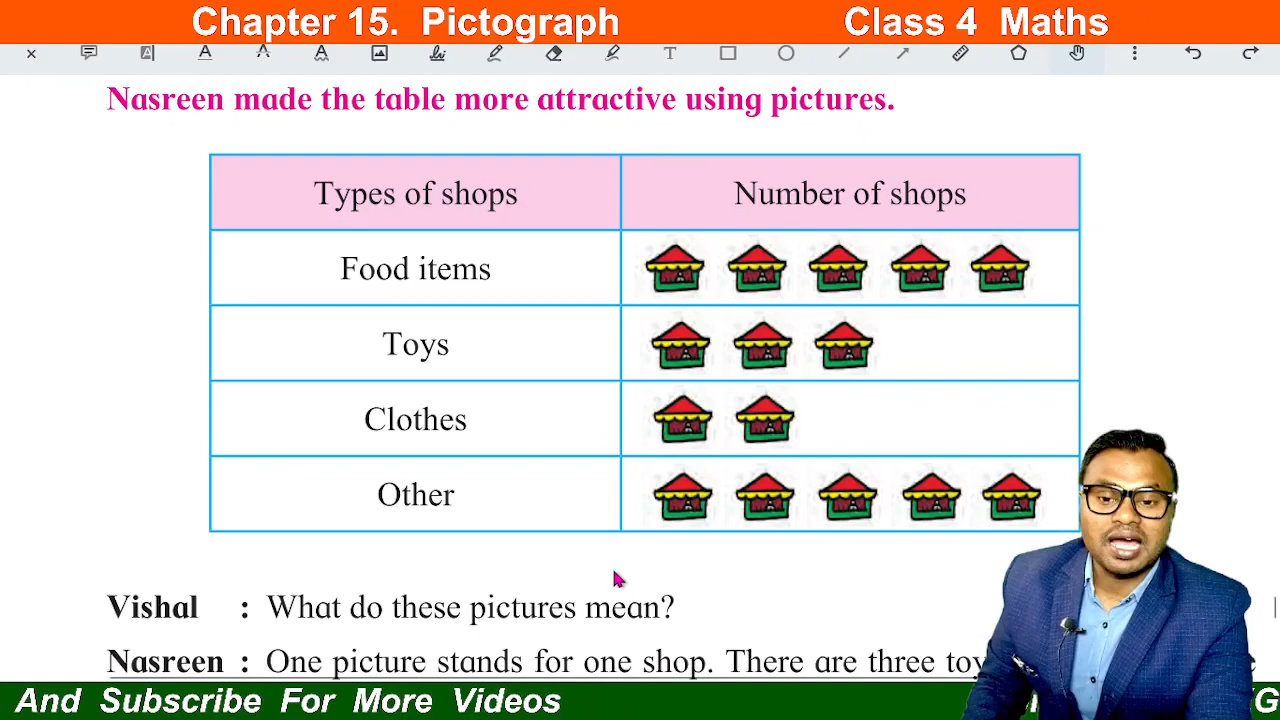 Chapter 15. Pictograph Class 4 Maths
Nasreen made the table more attractive using pictures.
Types of shops Number of shops
Food items
Toys
Clothes
Other
Vishal : What do these pictures mean?
Nasreen : One picture stands for one shop. There are three toy
And Subscribe For More Videos